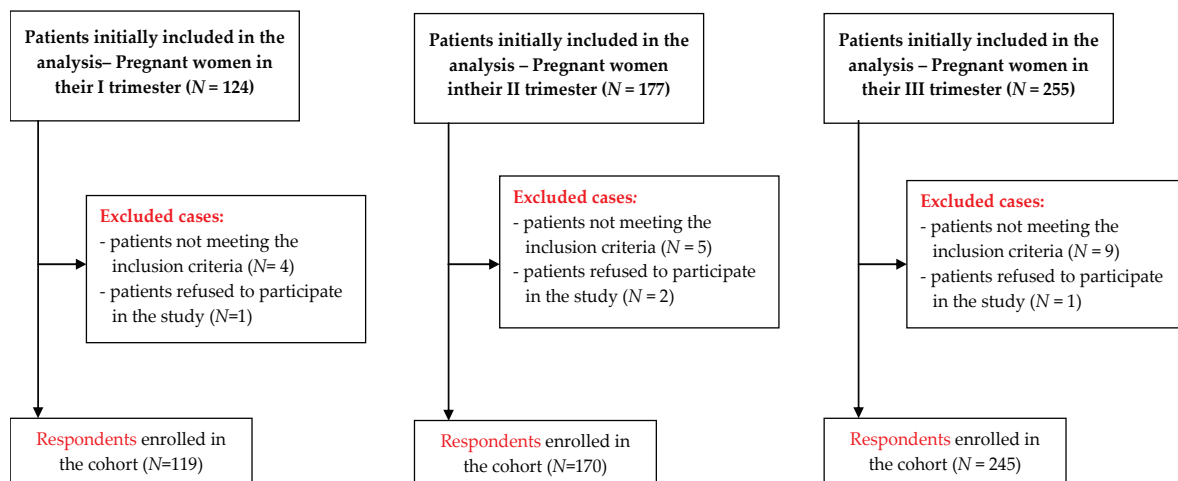 Patients initially included in the
analysis– Pregnant women in
their I trimester (N = 124)
Excluded cases:
- patients not meeting the
inclusion criteria (N= 4)
- patients refused to participate
in the study (N=1)
Respondents enrolled in
the cohort (N=119)
Patients initially included in the
analysis – Pregnant women
intheir II trimester (N = 177)
Excluded cases:
- patients not meeting the
inclusion criteria (N = 5)
- patients refused to participate
in the study (N = 2)
Respondents enrolled in
the cohort (N=170)
Patients initially included in the
analysis – Pregnant women in
their III trimester (N = 255)
Excluded cases:
- patients not meeting the
inclusion criteria (N = 9)
- patients refused to participate
in the study (N = 1)
Respondents enrolled in
the cohort (N = 245)